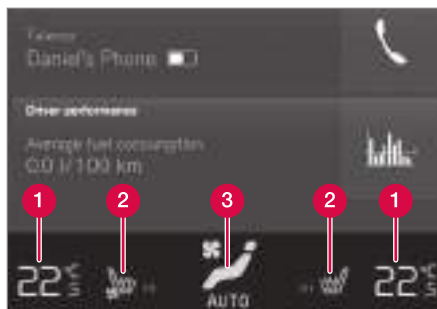 Telefon
Daniel's Phone
Driver performance
Average fuel consumption
0.0 l/100 km
1 2 3 2 1
22 22
AUTO